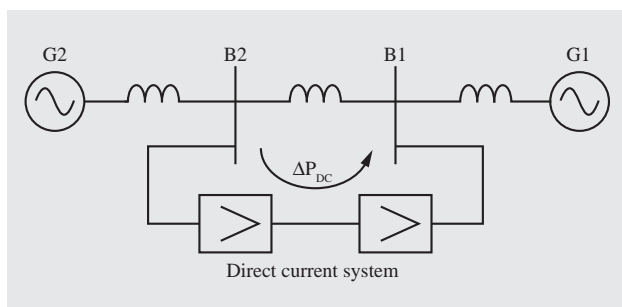 G2 B2 B1 G1
ΔP_DC
Direct current system